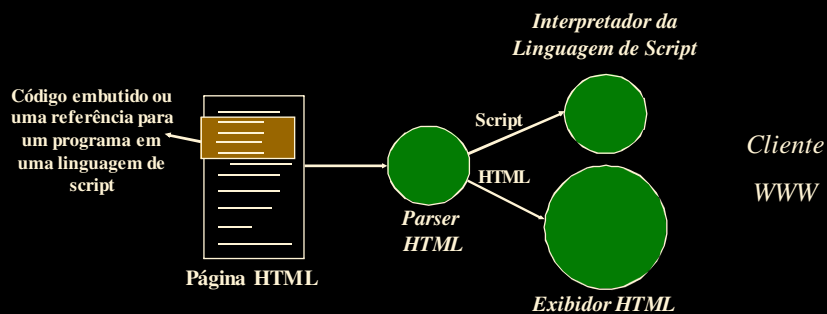 Interpretador da
Linguagem de Script
Código embutido ou
uma referência para
um programa em
uma linguagem de
script
Script
HTML
Parser
HTML
Página HTML
Exibidor HTML
Cliente
WWW